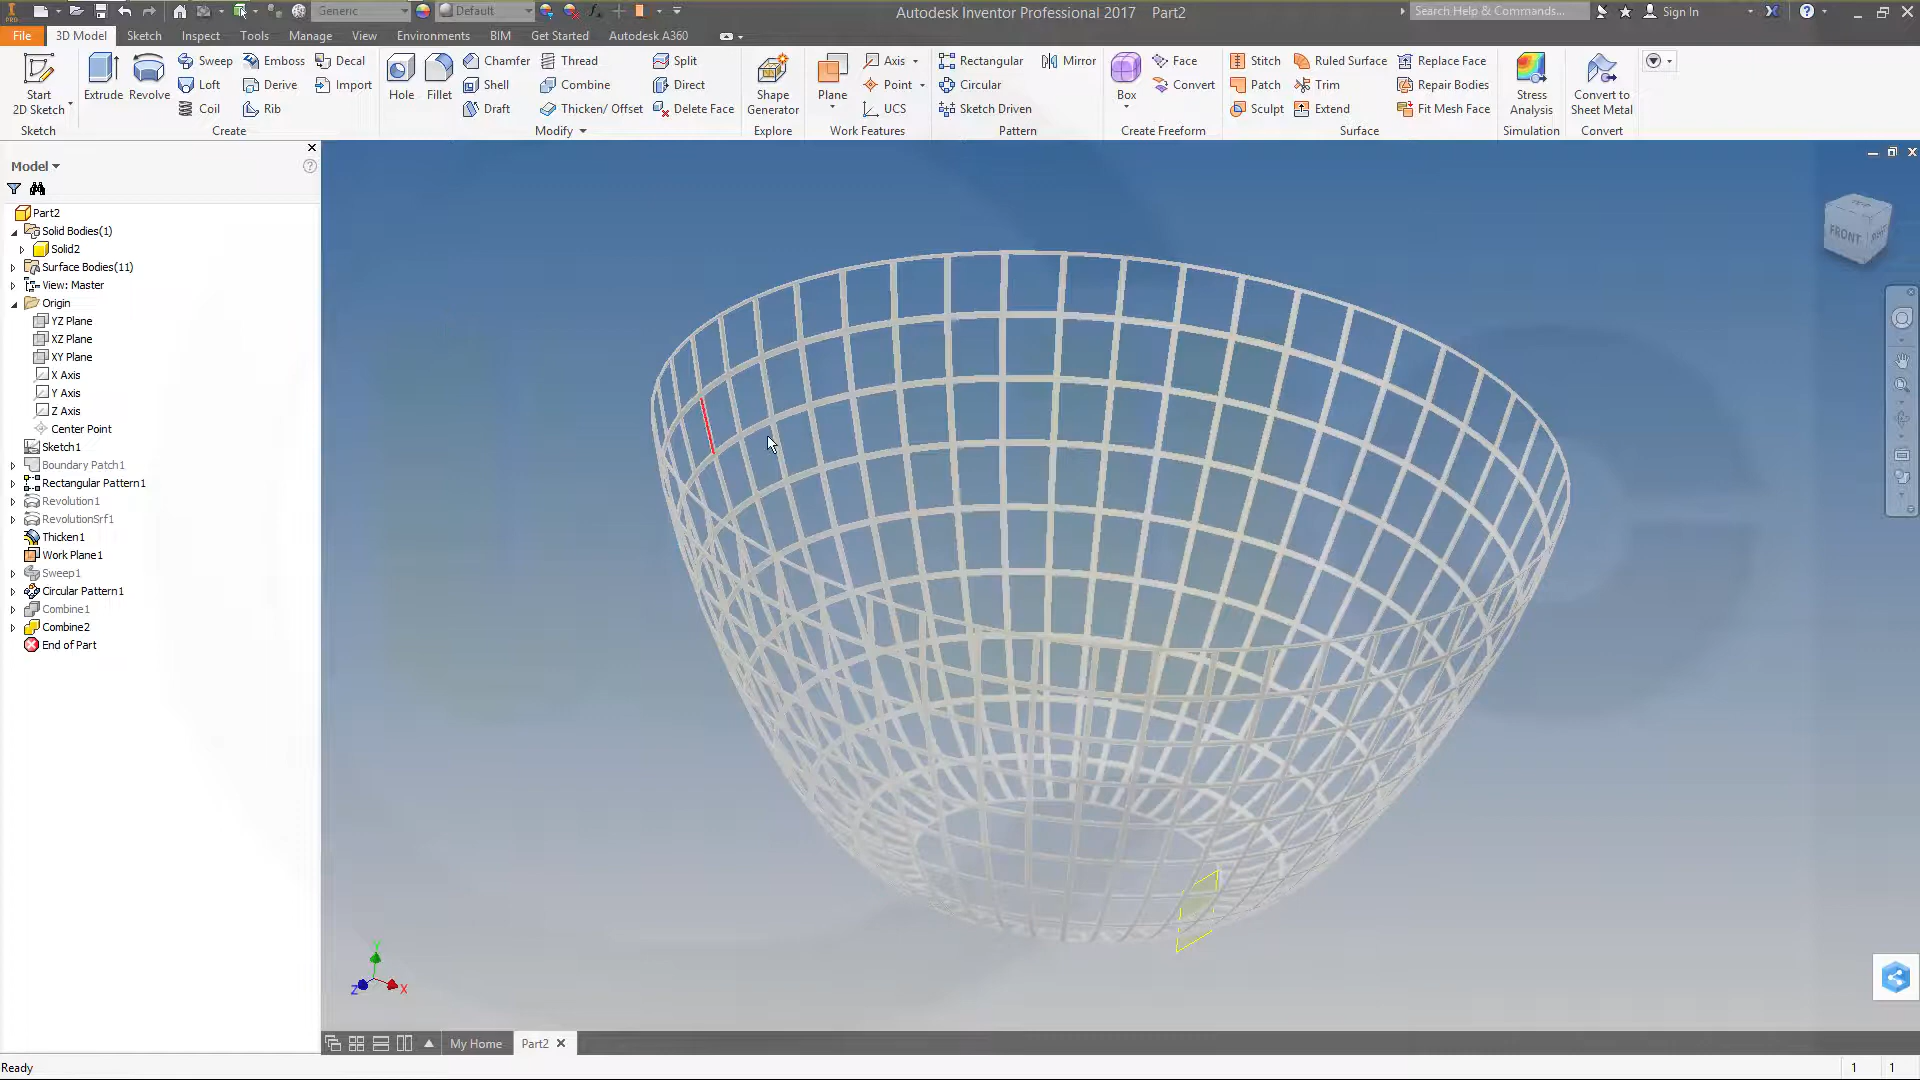 Generic
Default
Autodesk Inventor Professional 2017 Part2
Search Help & Commands...
Sign In
PRO
File
3D Model
Sketch
Inspect
Tools
Manage
View
Environments
BIM
Get Started
Autodesk A360
Start
2D Sketch
Sketch
Extrude
Revolve
Sweep
Emboss
Decal
Loft
Derive
Import
Coil
Rib
Create
Hole
Fillet
Chamfer
Thread
Split
Shell
Combine
Direct
Draft
Thicken/ Offset
Delete Face
Modify
Shape
Generator
Explore
Plane
Axis
Point
UCS
Work Features
Rectangular
Mirror
Circular
Sketch Driven
Pattern
Box
Face
Convert
Create Freeform
Stitch
Ruled Surface
Replace Face
Patch
Trim
Repair Bodies
Sculpt
Extend
Fit Mesh Face
Surface
Stress
Analysis
Simulation
Convert to
Sheet Metal
Convert
Model
Part2
Solid Bodies(1)
Solid2
Surface Bodies(11)
View: Master
Origin
YZ Plane
XZ Plane
XY Plane
X Axis
Y Axis
Z Axis
Center Point
Sketch1
Boundary Patch1
Rectangular Pattern1
Revolution1
RevolutionSrf1
Thicken1
Work Plane1
Sweep1
Circular Pattern1
Combine1
Combine2
End of Part
FRONT
Y
Z
X
My Home
Part2
Ready
1
1